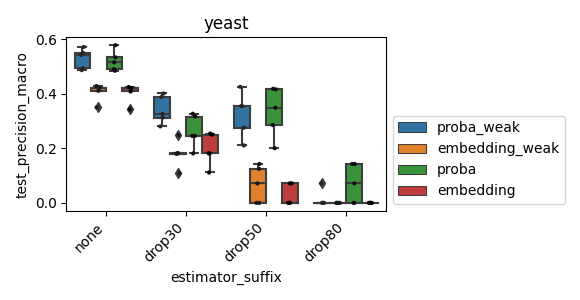 yeast
test_precision_macro
0.6
0.4
0.2
0.0
none
drop30
drop50
drop80
estimator_suffix
proba_weak
embedding_weak
proba
embedding